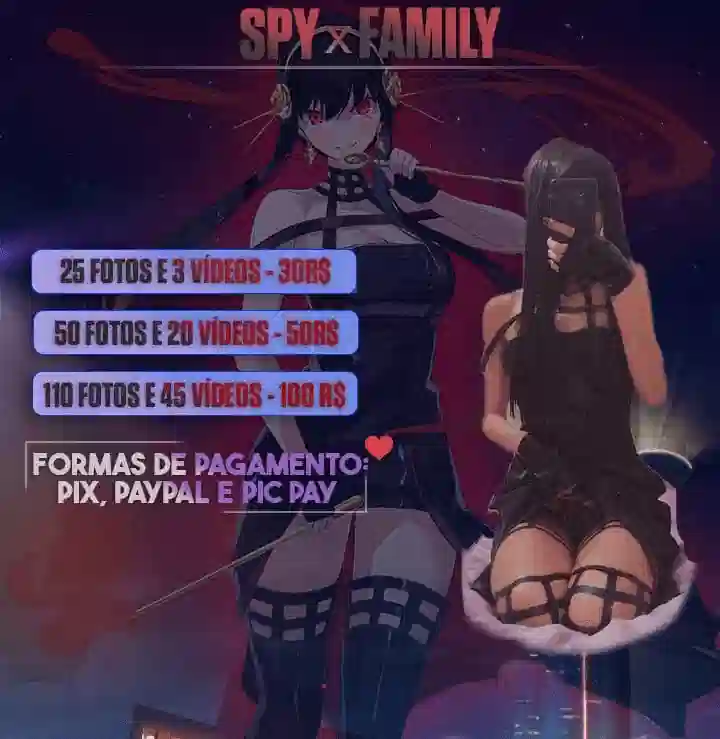 SPY x FAMILY
25 FOTOS E 3 VÍDEOS - 30R$
50 FOTOS E 20 VÍDEOS - 50R$
110 FOTOS E 45 VÍDEOS - 100 R$
FORMAS DE PAGAMENTO:
PIX, PAYPAL E PIC PAY